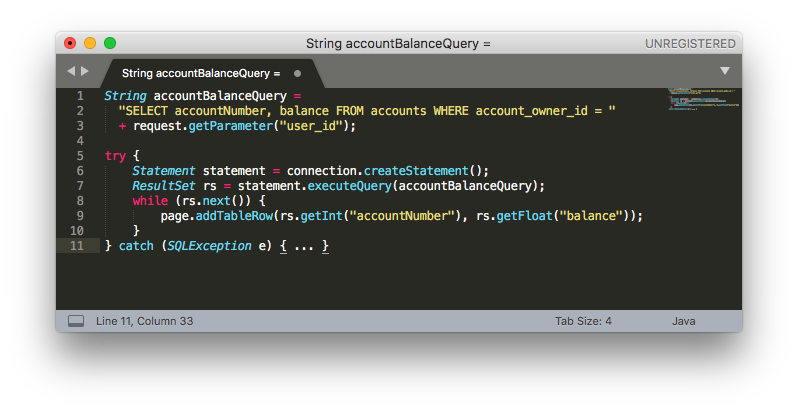 String accountBalanceQuery =
UNREGISTERED
String accountBalanceQuery =
1 String accountBalanceQuery =
2   "SELECT accountNumber, balance FROM accounts WHERE account_owner_id = "
3   + request.getParameter("user_id");
4
5 try {
6     Statement statement = connection.createStatement();
7     ResultSet rs = statement.executeQuery(accountBalanceQuery);
8     while (rs.next()) {
9         page.addTableRow(rs.getInt("accountNumber"), rs.getFloat("balance"));
10     }
11 } catch (SQLException e) { ... }
Line 11, Column 33
Tab Size: 4
Java